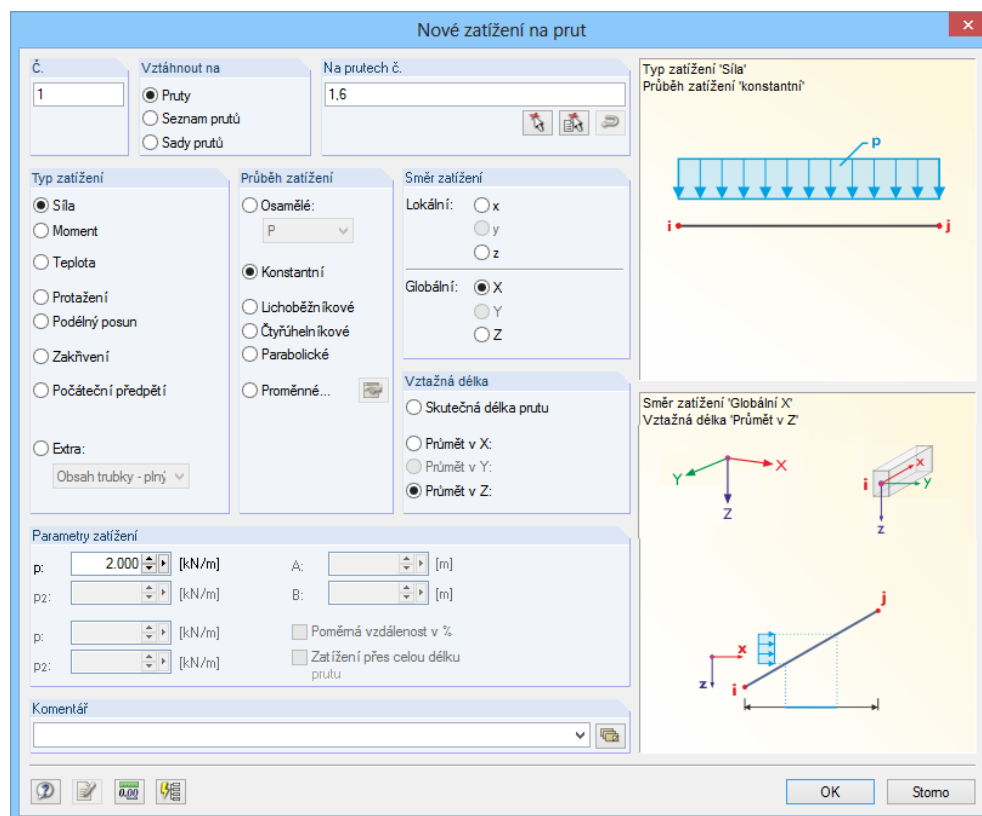 Nové zatížení na prut
Č.
1
Vztáhnout na
Pruty
Seznam prutů
Sady prutů
Na prutech č.
1,6
Typ zatížení
Síla
Moment
Teplota
Protažení
Podélný posun
Zakřivení
Počáteční předpětí
Extra:
Obsah trubky - plný
Průběh zatížení
Osamělé:
P
Konstantní
Lichoběžníkové
Čtyřúhelníkové
Parabolické
Proměnné...
Směr zatížení
Lokální: x
y
z
Globální: X
Y
Z
Vztažná délka
Skutečná délka prutu
Průmět v X:
Průmět v Y:
Průmět v Z:
Parametry zatížení
p: 2.000 [kN/m]
p2: [kN/m]
p: [kN/m]
p2: [kN/m]
A: [m]
B: [m]
Poměrná vzdálenost v %
Zatížení přes celou délku
prutu
Komentář
Typ zatížení 'Síla'
Průběh zatížení 'konstantní'
p
i j
Směr zatížení 'Globální X'
Vztažná délka 'Průmět v Z'
Y X
Z
i x
y
z
j
x
z i
0.00
OK Storno